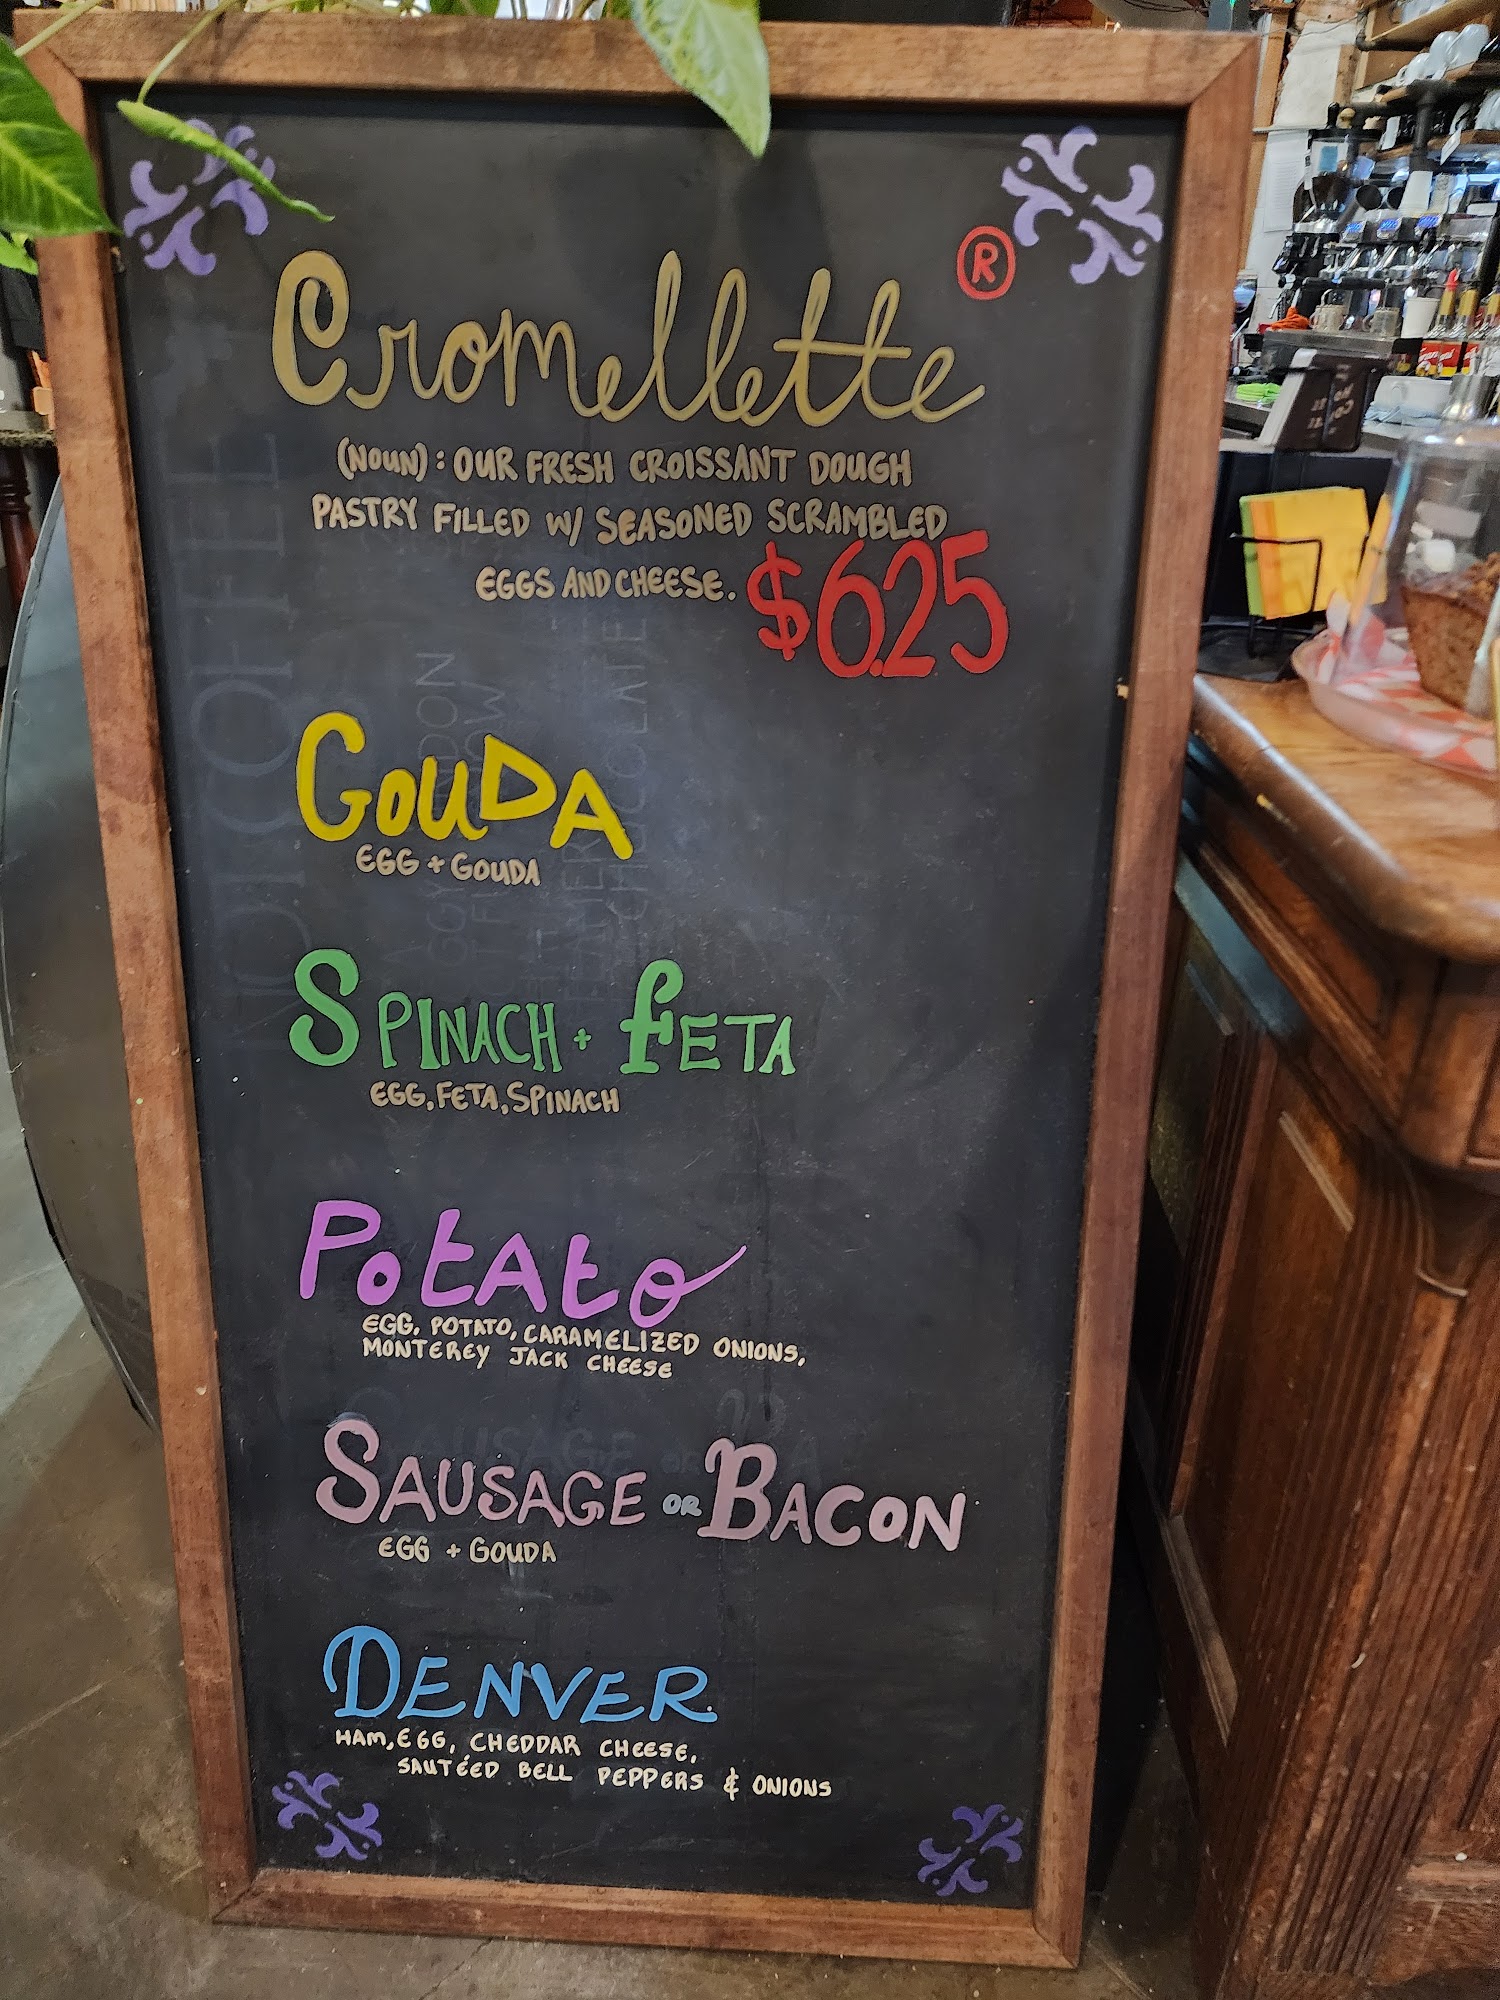 Cromellette ®
(NOUN) : OUR FRESH CROISSANT DOUGH
PASTRY FILLED W/ SEASONED SCRAMBLED
EGGS AND CHEESE. $6.25
GOUDA
EGG + GOUDA
SPINACH + FETA
EGG, FETA, SPINACH
POTATO
EGG, POTATO, CARAMELIZED ONIONS,
MONTEREY JACK CHEESE
SAUSAGE OR BACON
EGG + GOUDA
DENVER
HAM, EGG, CHEDDAR CHEESE,
SAUTÉED BELL PEPPERS & ONIONS